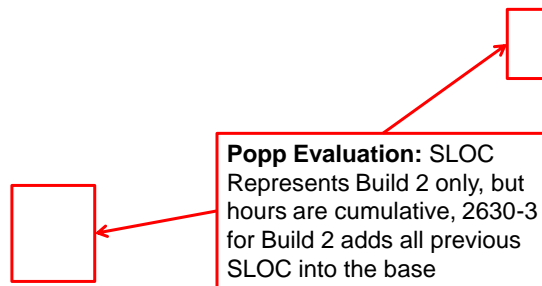 Popp Evaluation: SLOC
Represents Build 2 only, but
hours are cumulative, 2630-3
for Build 2 adds all previous
SLOC into the base